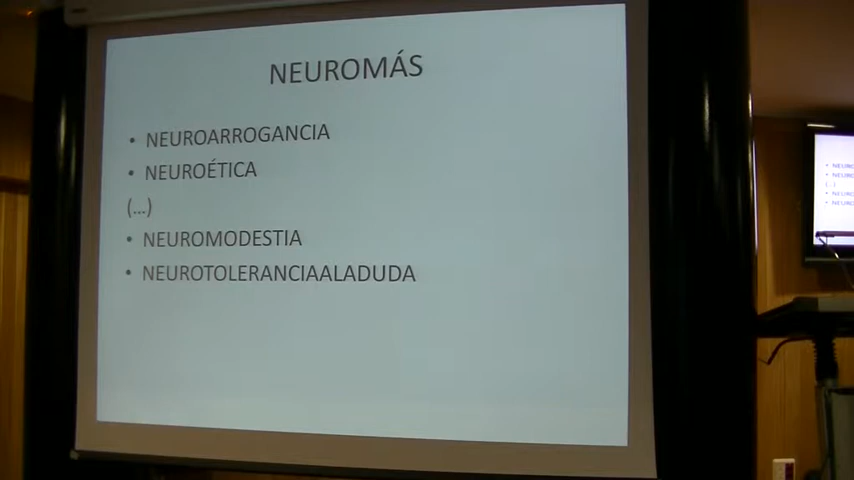 NEUROMÁS
• NEUROARROGANCIA
• NEUROÉTICA
(...)
• NEUROMODESTIA
• NEUROTOLERANCIAALADUDA